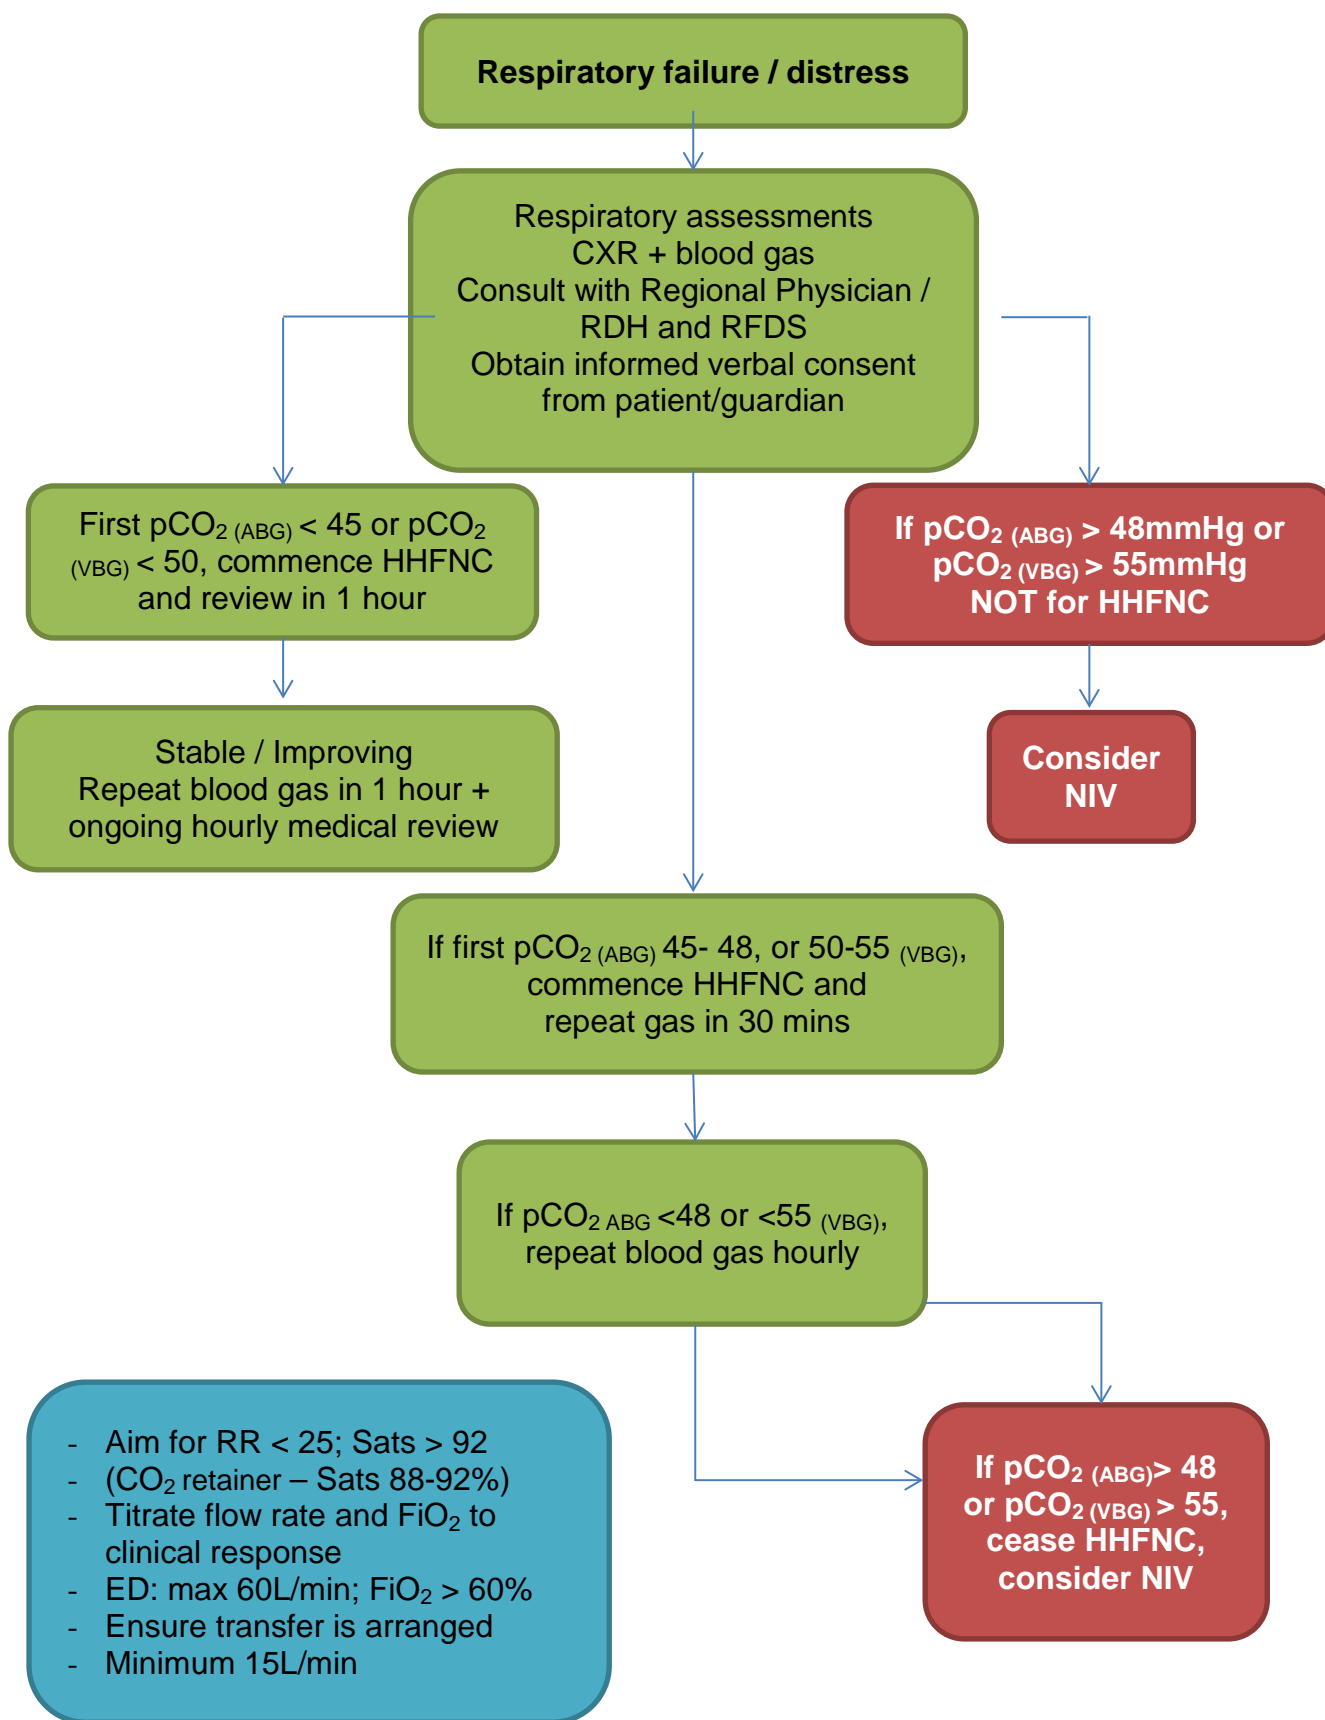 Respiratory failure / distress
Respiratory assessments
CXR + blood gas
Consult with Regional Physician /
RDH and RFDS
Obtain informed verbal consent
from patient/guardian
First pCO₂ (ABG) < 45 or pCO₂
(VBG) < 50, commence HHFNC
and review in 1 hour
If pCO₂ (ABG) > 48mmHg or
pCO₂ (VBG) > 55mmHg
NOT for HHFNC
Stable / Improving
Repeat blood gas in 1 hour +
ongoing hourly medical review
Consider
NIV
If first pCO₂ (ABG) 45- 48, or 50-55 (VBG),
commence HHFNC and
repeat gas in 30 mins
If pCO₂ ABG <48 or <55 (VBG),
repeat blood gas hourly
- Aim for RR < 25; Sats > 92
- (CO₂ retainer – Sats 88-92%)
- Titrate flow rate and FiO₂ to
clinical response
- ED: max 60L/min; FiO₂ > 60%
- Ensure transfer is arranged
- Minimum 15L/min
If pCO₂ (ABG)> 48
or pCO₂ (VBG) > 55,
cease HHFNC,
consider NIV